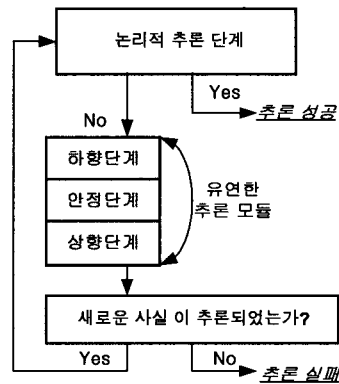 논리적 추론 단계
Yes
추론 성공
No
하향단계
안정단계
상향단계
유연한
추론 모듈
새로운 사실 이 추론되었는가?
Yes
No
추론 실패